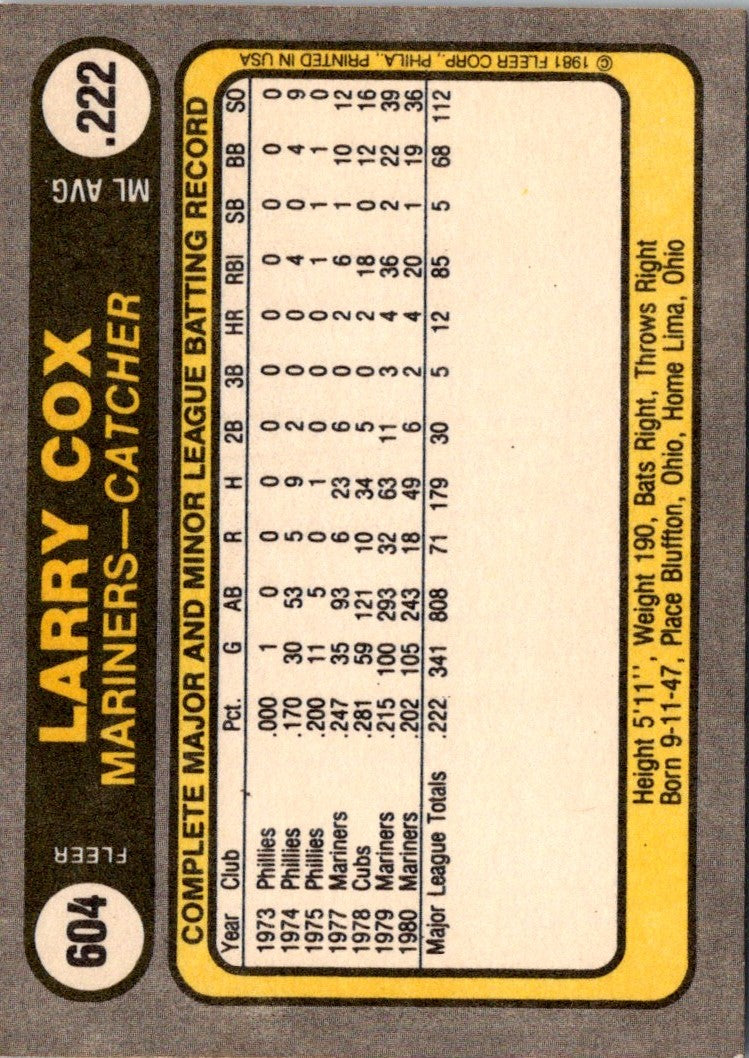 604
FLEER
LARRY COX
MARINERS—CATCHER
ML AVG.
.222
COMPLETE MAJOR AND MINOR LEAGUE BATTING RECORD
Year Club Pct. G AB R H 2B 3B HR RBI SB BB SO
1973 Phillies .000 1 0 0 0 0 0 0 0 0 0 0
1974 Phillies .170 30 53 5 9 2 0 0 4 0 4 9
1975 Phillies .200 11 5 0 1 0 0 0 1 1 1 0
1977 Mariners .247 35 93 6 23 6 0 2 6 1 10 12
1978 Cubs .281 59 121 10 34 5 0 2 18 0 12 16
1979 Mariners .215 100 293 32 63 11 3 4 36 2 22 39
1980 Mariners .202 105 243 18 49 6 2 4 20 1 19 36
Major League Totals .222 341 808 71 179 30 5 12 85 5 68 112
Height 5'11'', Weight 190, Bats Right, Throws Right
Born 9-11-47, Place Bluffton, Ohio, Home Lima, Ohio
© 1981 FLEER CORP., PHILA., PRINTED IN USA